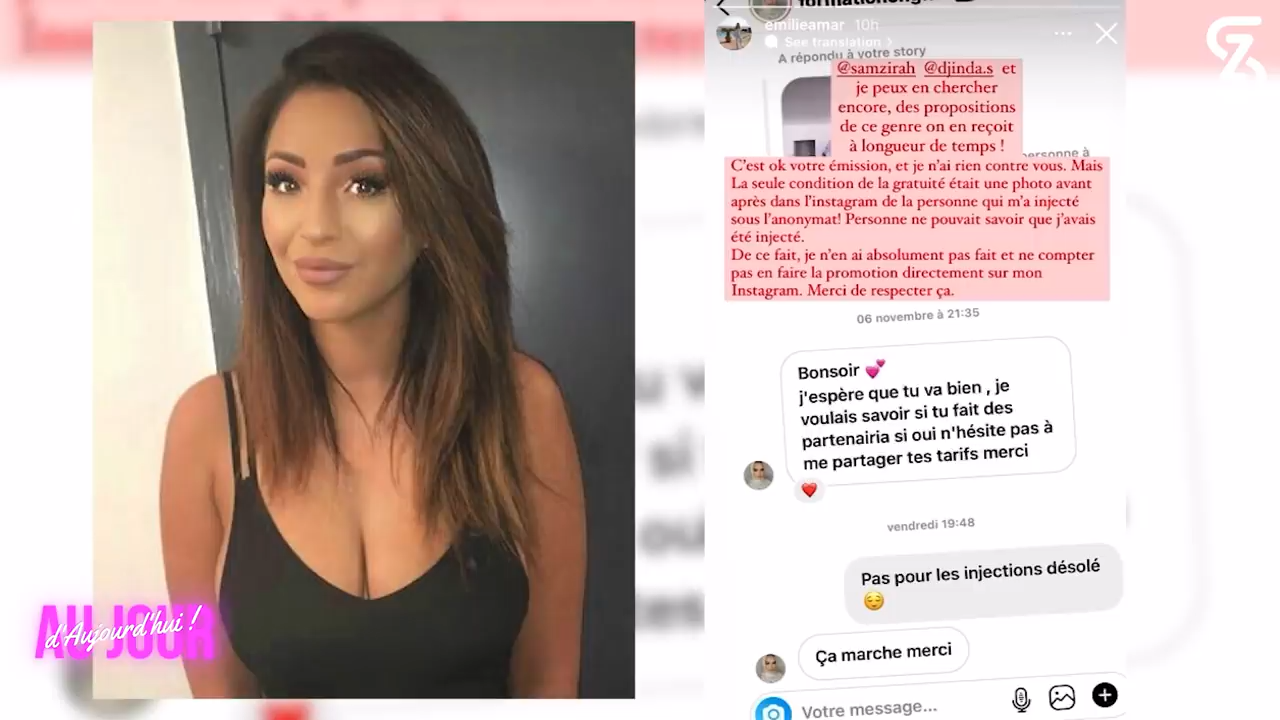 emilieamar 10h
See translation >
A répondu à votre story
@samzirah @djinda.s et
je peux en chercher
encore, des propositions
de ce genre on en reçoit
à longueur de temps !
personne à
C'est ok votre émission, et je n'ai rien contre vous. Mais
La seule condition de la gratuité était une photo avant
après dans l'instagram de la personne qui m'a injecté
sous l'anonymat! Personne ne pouvait savoir que j'avais
été injecté.
De ce fait, je n'en ai absolument pas fait et ne compter
pas en faire la promotion directement sur mon
Instagram. Merci de respecter ça.
06 novembre à 21:35
Bonsoir 💕
j'espère que tu va bien , je
voulais savoir si tu fait des
partenairia si oui n'hésite pas à
me partager tes tarifs merci
vendredi 19:48
Pas pour les injections désolé
😌
Ça marche merci
Votre message...
AU JOUR
d'Aujourd'hui !